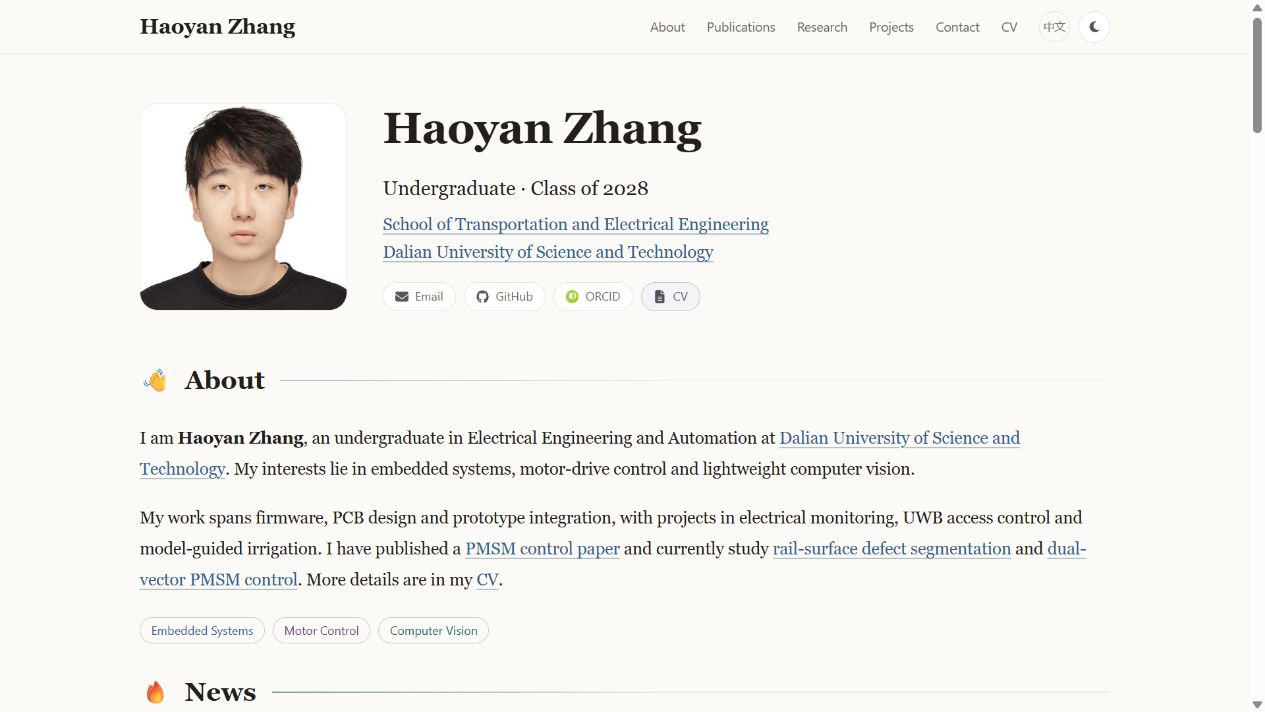 Haoyan Zhang
About Publications Research Projects Contact CV 中文
Haoyan Zhang
Undergraduate · Class of 2028
School of Transportation and Electrical Engineering
Dalian University of Science and Technology
Email GitHub iD ORCID CV
About
I am Haoyan Zhang, an undergraduate in Electrical Engineering and Automation at Dalian University of Science and
Technology. My interests lie in embedded systems, motor-drive control and lightweight computer vision.
My work spans firmware, PCB design and prototype integration, with projects in electrical monitoring, UWB access control and
model-guided irrigation. I have published a PMSM control paper and currently study rail-surface defect segmentation and dual-
vector PMSM control. More details are in my CV.
Embedded Systems Motor Control Computer Vision
News